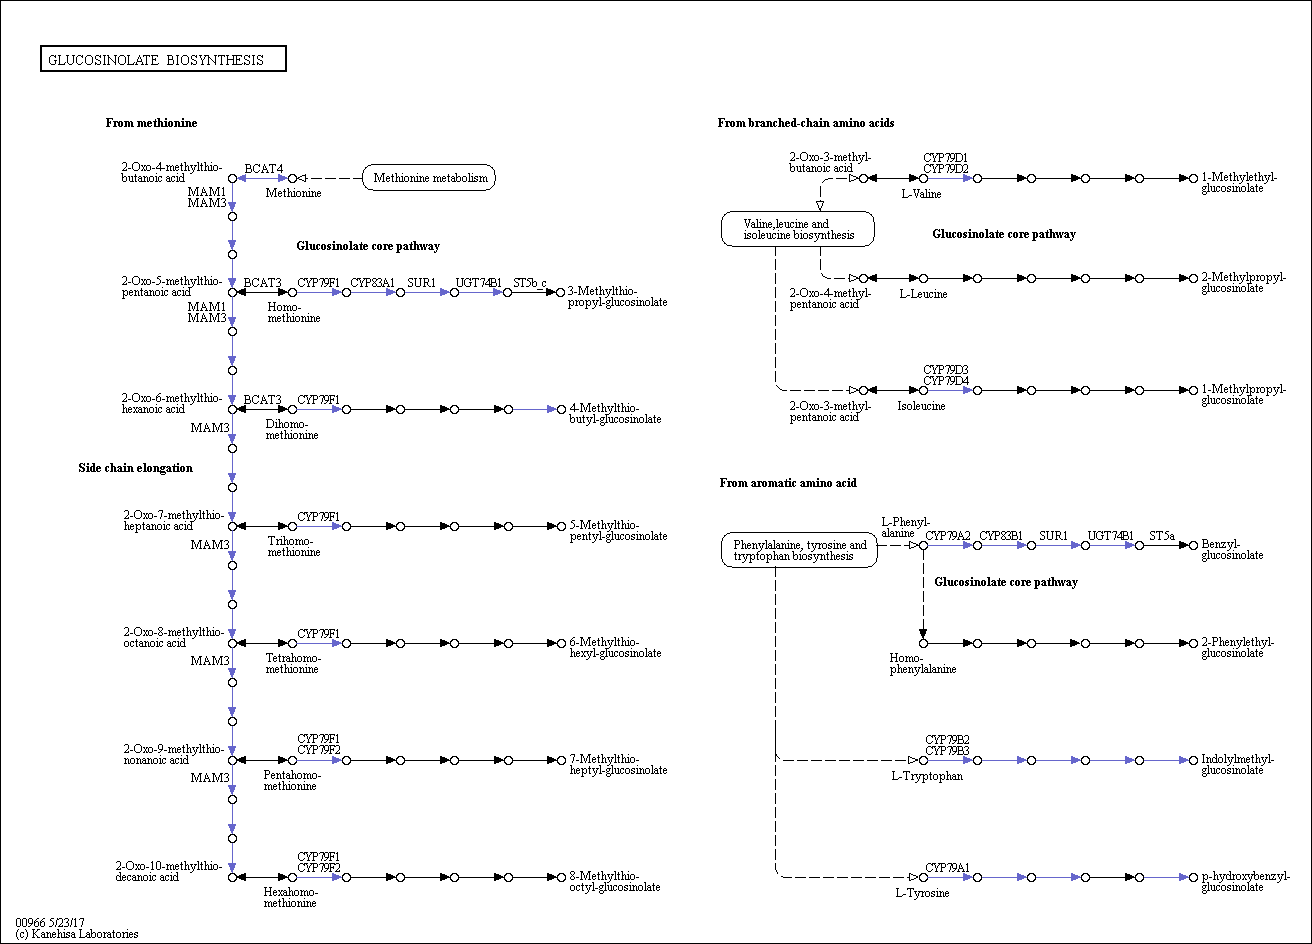 GLUCOSINOLATE BIOSYNTHESIS
From methionine
2-Oxo-4-methylthio-
butanoic acid
BCAT4
Methionine
Methionine metabolism
MAM1
MAM3
Glucosinolate core pathway
2-Oxo-5-methylthio-
pentanoic acid
BCAT3
CYP79F1
CYP83A1
SUR1
UGT74B1
ST5b_c
Homo-
methionine
3-Methylthio-
propyl-glucosinolate
MAM1
MAM3
2-Oxo-6-methylthio-
hexanoic acid
BCAT3
CYP79F1
Dihomo-
methionine
4-Methylthio-
butyl-glucosinolate
MAM3
Side chain elongation
2-Oxo-7-methylthio-
heptanoic acid
CYP79F1
Trihomo-
methionine
5-Methylthio-
pentyl-glucosinolate
MAM3
2-Oxo-8-methylthio-
octanoic acid
CYP79F1
Tetrahomo-
methionine
6-Methylthio-
hexyl-glucosinolate
MAM3
2-Oxo-9-methylthio-
nonanoic acid
CYP79F1
CYP79F2
Pentahomo-
methionine
7-Methylthio-
heptyl-glucosinolate
MAM3
2-Oxo-10-methylthio-
decanoic acid
CYP79F1
CYP79F2
Hexahomo-
methionine
8-Methylthio-
octyl-glucosinolate
From branched-chain amino acids
2-Oxo-3-methyl-
butanoic acid
CYP79D1
CYP79D2
L-Valine
1-Methylethyl-
glucosinolate
Valine,leucine and
isoleucine biosynthesis
Glucosinolate core pathway
2-Oxo-4-methyl-
pentanoic acid
L-Leucine
2-Methylpropyl-
glucosinolate
CYP79D3
CYP79D4
2-Oxo-3-methyl-
pentanoic acid
Isoleucine
1-Methylpropyl-
glucosinolate
From aromatic amino acid
Phenylalanine, tyrosine and
tryptophan biosynthesis
L-Phenyl-
alanine
CYP79A2
CYP83B1
SUR1
UGT74B1
ST5a
Benzyl-
glucosinolate
Glucosinolate core pathway
Homo-
phenylalanine
2-Phenylethyl-
glucosinolate
CYP79B2
CYP79B3
L-Tryptophan
Indolylmethyl-
glucosinolate
CYP79A1
L-Tyrosine
p-hydroxybenzyl-
glucosinolate
00966 5/23/17
(c) Kanehisa Laboratories